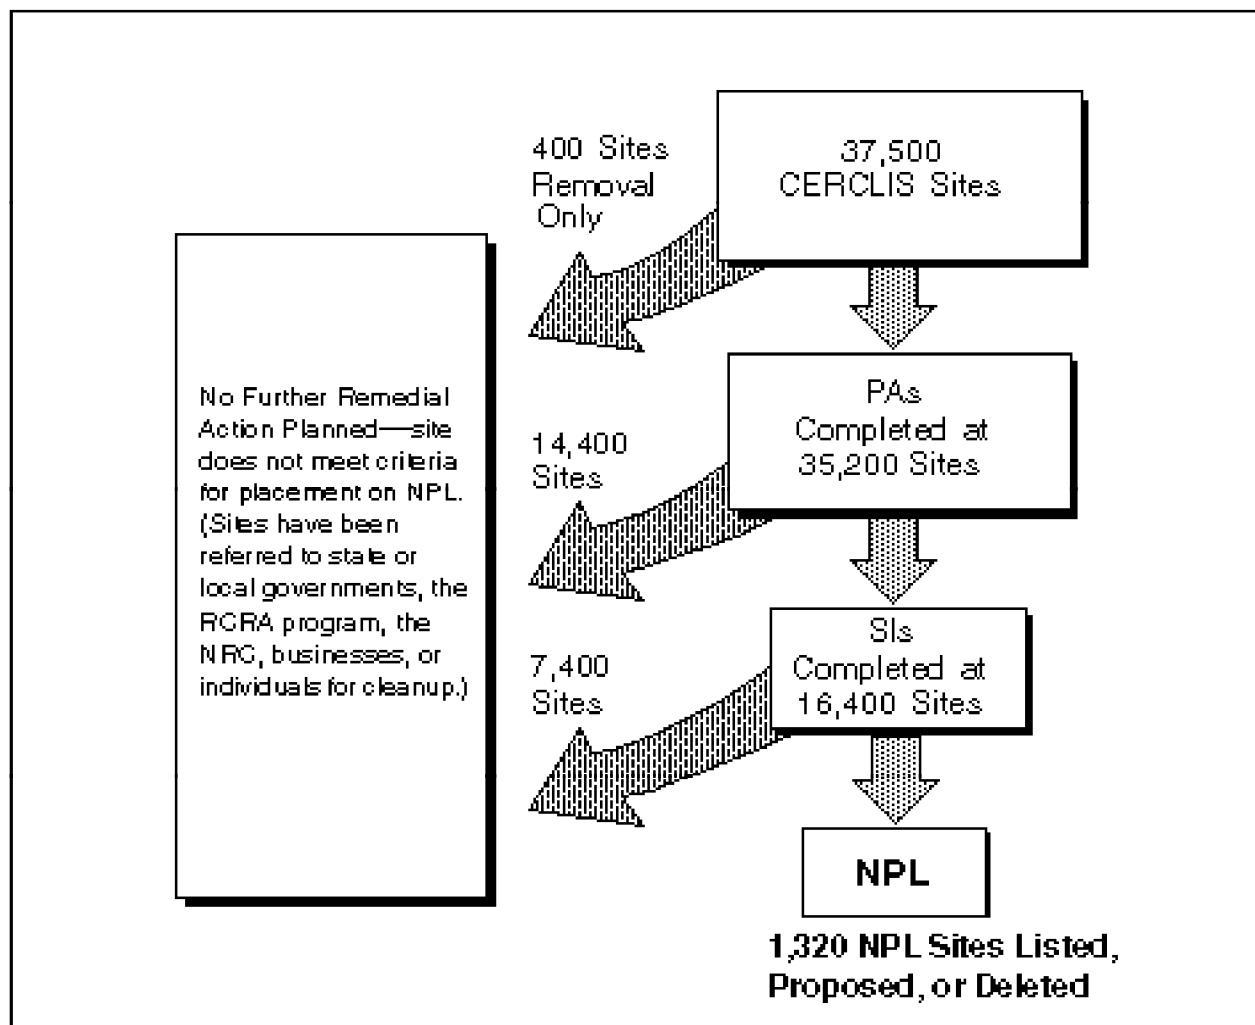 37,500
CERCLIS Sites
400 Sites
Removal
Only
PAs
Completed at
35,200 Sites
14,400
Sites
SIs
Completed at
16,400 Sites
7,400
Sites
NPL
1,320 NPL Sites Listed,
Proposed, or Deleted
No Further Remedial
Action Planned—site
does not meet criteria
for placement on NPL.
(Sites have been
referred to state or
local governments, the
RCRA program, the
NRC, businesses, or
individuals for cleanup.)